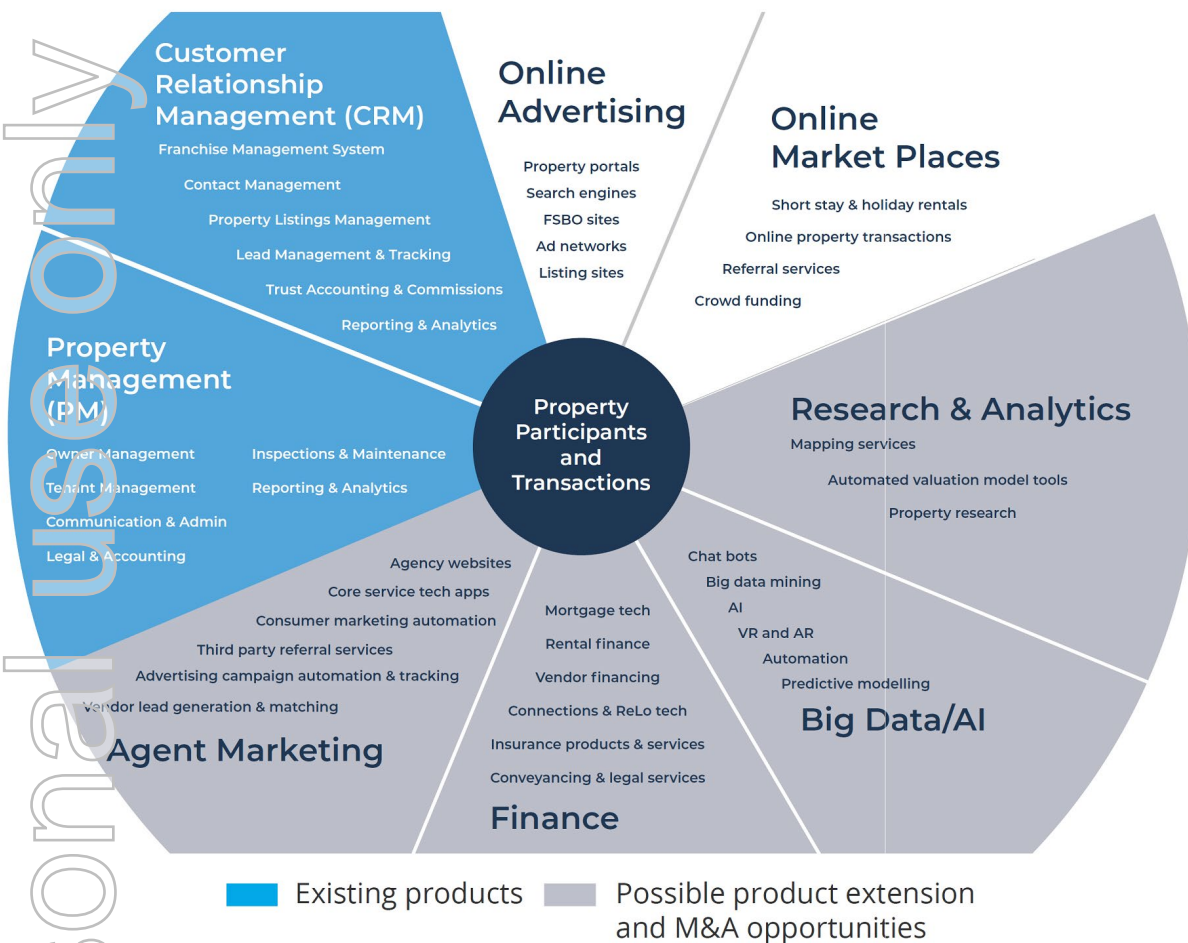 sonal use only
Customer
Relationship
Management (CRM)
Franchise Management System
Contact Management
Property Listings Management
Lead Management & Tracking
Trust Accounting & Commissions
Reporting & Analytics
Online
Advertising
Property portals
Search engines
FSBO sites
Ad networks
Listing sites
Online
Market Places
Short stay & holiday rentals
Online property transactions
Referral services
Crowd funding
Property
Management
(PM)
Owner Management
Inspections & Maintenance
Tenant Management
Reporting & Analytics
Communication & Admin
Legal & Accounting
Property
Participants
and
Transactions
Research & Analytics
Mapping services
Automated valuation model tools
Property research
Agency websites
Core service tech apps
Consumer marketing automation
Third party referral services
Advertising campaign automation & tracking
Vendor lead generation & matching
Agent Marketing
Mortgage tech
Rental finance
Vendor financing
Connections & ReLo tech
Insurance products & services
Conveyancing & legal services
Finance
Chat bots
Big data mining
AI
VR and AR
Automation
Predictive modelling
Big Data/AI
Existing products
Possible product extension
and M&A opportunities